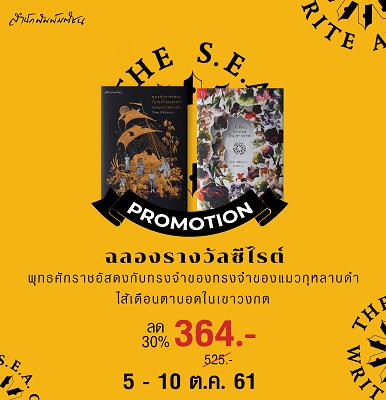 สำนักพิมพ์มติชน
WRITE A
THE S.E.A.
PROMOTION
ฉลองรางวัลซีไรต์
พุทธศักราชอัสดงกับทรงจำของทรงจำของแมวกุหลาบดำ
ไส้เดือนตาบอดในเขาวงกต
ลด
30%
364.-
525.-
5 - 10 ต.ค. 61
S.E.A.
THE
WRITE